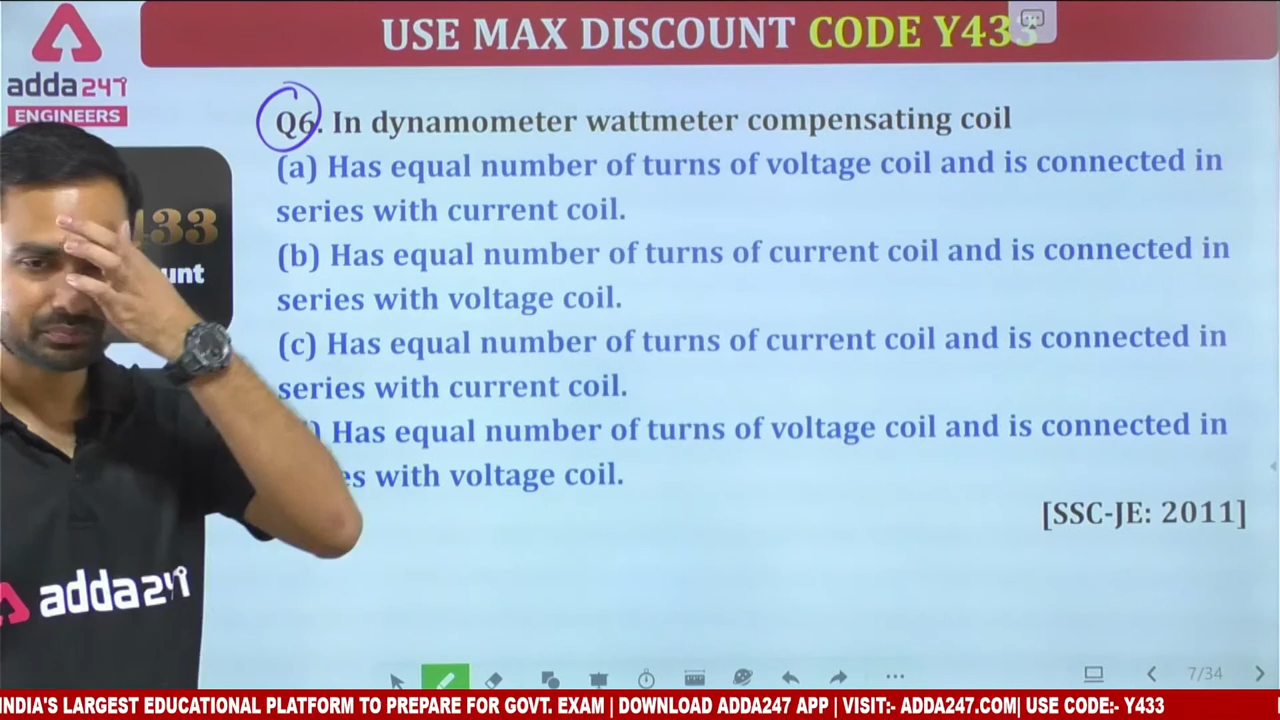 USE MAX DISCOUNT CODE Y433
adda247
ENGINEERS
433
unt
Q6. In dynamometer wattmeter compensating coil
(a) Has equal number of turns of voltage coil and is connected in
series with current coil.
(b) Has equal number of turns of current coil and is connected in
series with voltage coil.
(c) Has equal number of turns of current coil and is connected in
series with current coil.
) Has equal number of turns of voltage coil and is connected in
es with voltage coil.
[SSC-JE: 2011]
adda247
7/34
INDIA'S LARGEST EDUCATIONAL PLATFORM TO PREPARE FOR GOVT. EXAM | DOWNLOAD ADDA247 APP | VISIT:- ADDA247.COM| USE CODE:- Y433